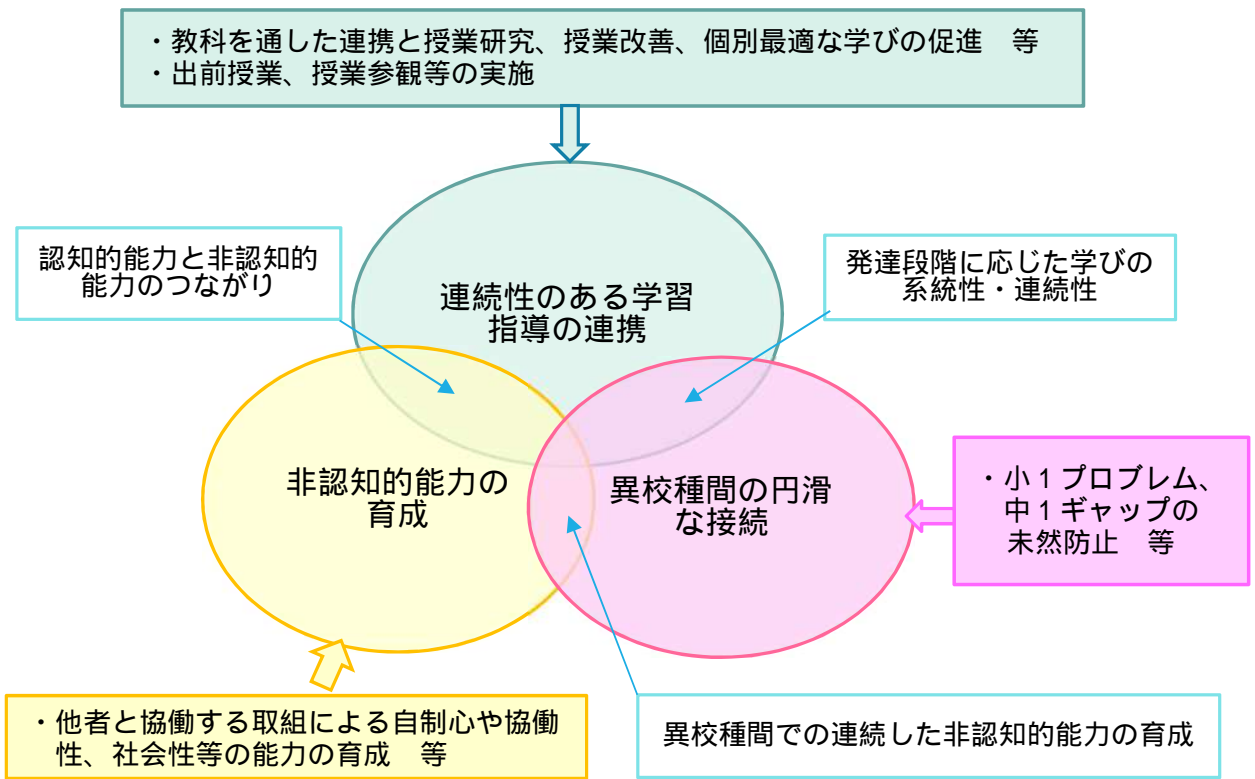 ・教科を通した連携と授業研究、授業改善、個別最適な学びの促進　等
・出前授業、授業参観等の実施
認知的能力と非認知的
能力のつながり
発達段階に応じた学びの
系統性・連続性
連続性のある学習
指導の連携
非認知的能力の
育成
異校種間の円滑
な接続
・小１プロブレム、
中１ギャップの
未然防止　等
・他者と協働する取組による自制心や協働
性、社会性等の能力の育成　等
異校種間での連続した非認知的能力の育成